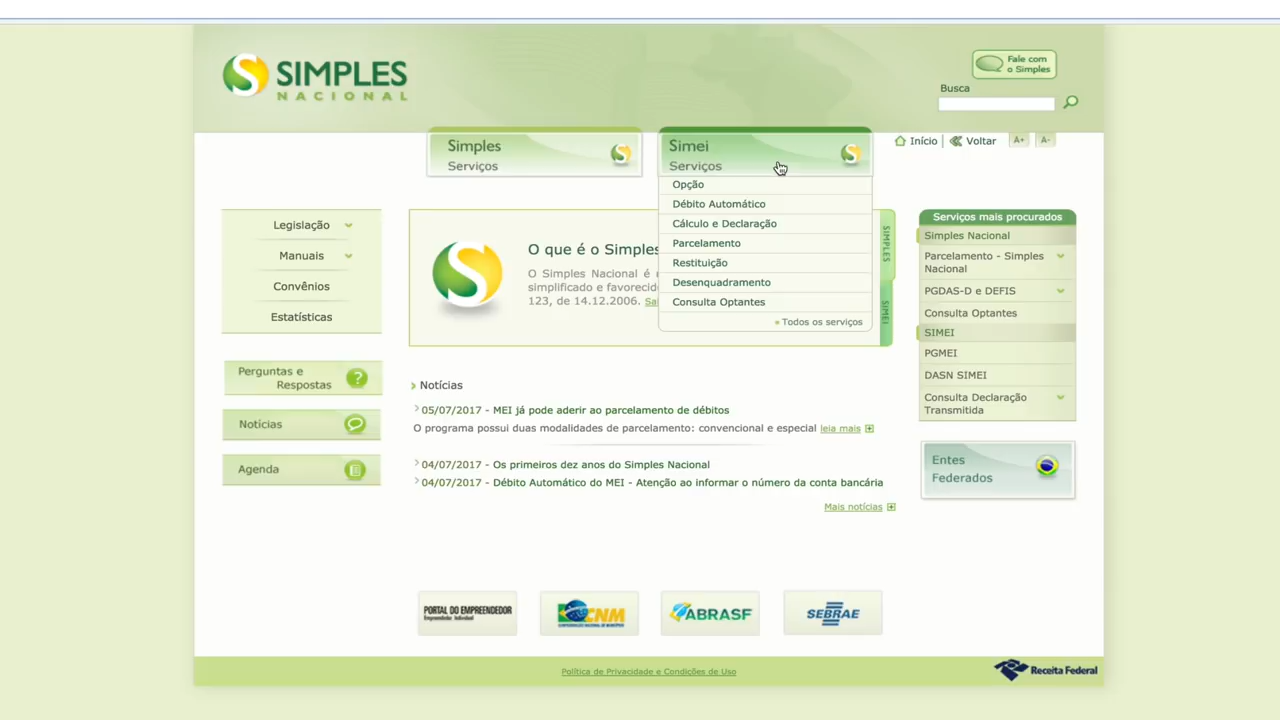 SIMPLES
NACIONAL
Fale com
o Simples
Busca
Simples
Serviços
Simei
Serviços
Início
Voltar
A+
A-
Opção
Débito Automático
Cálculo e Declaração
Parcelamento
Restituição
Desenquadramento
Consulta Optantes
Todos os serviços
Legislação
Manuais
Convênios
Estatísticas
Perguntas e
Respostas
?
Notícias
Agenda
O que é o Simples
O Simples Nacional é
simplificado e favorecid
123, de 14.12.2006.
SIMPLES
SIMEI
Notícias
05/07/2017 - MEI já pode aderir ao parcelamento de débitos
O programa possui duas modalidades de parcelamento: convencional e especial leia mais
04/07/2017 - Os primeiros dez anos do Simples Nacional
04/07/2017 - Débito Automático do MEI - Atenção ao informar o número da conta bancária
Mais notícias
Serviços mais procurados
Simples Nacional
Parcelamento - Simples
Nacional
PGDAS-D e DEFIS
Consulta Optantes
SIMEI
PGMEI
DASN SIMEI
Consulta Declaração
Transmitida
Entes
Federados
PORTAL DO EMPREENDEDOR
Empreendedor Individual
CNM
ABRASF
SEBRAE
Política de Privacidade e Condições de Uso
Receita Federal